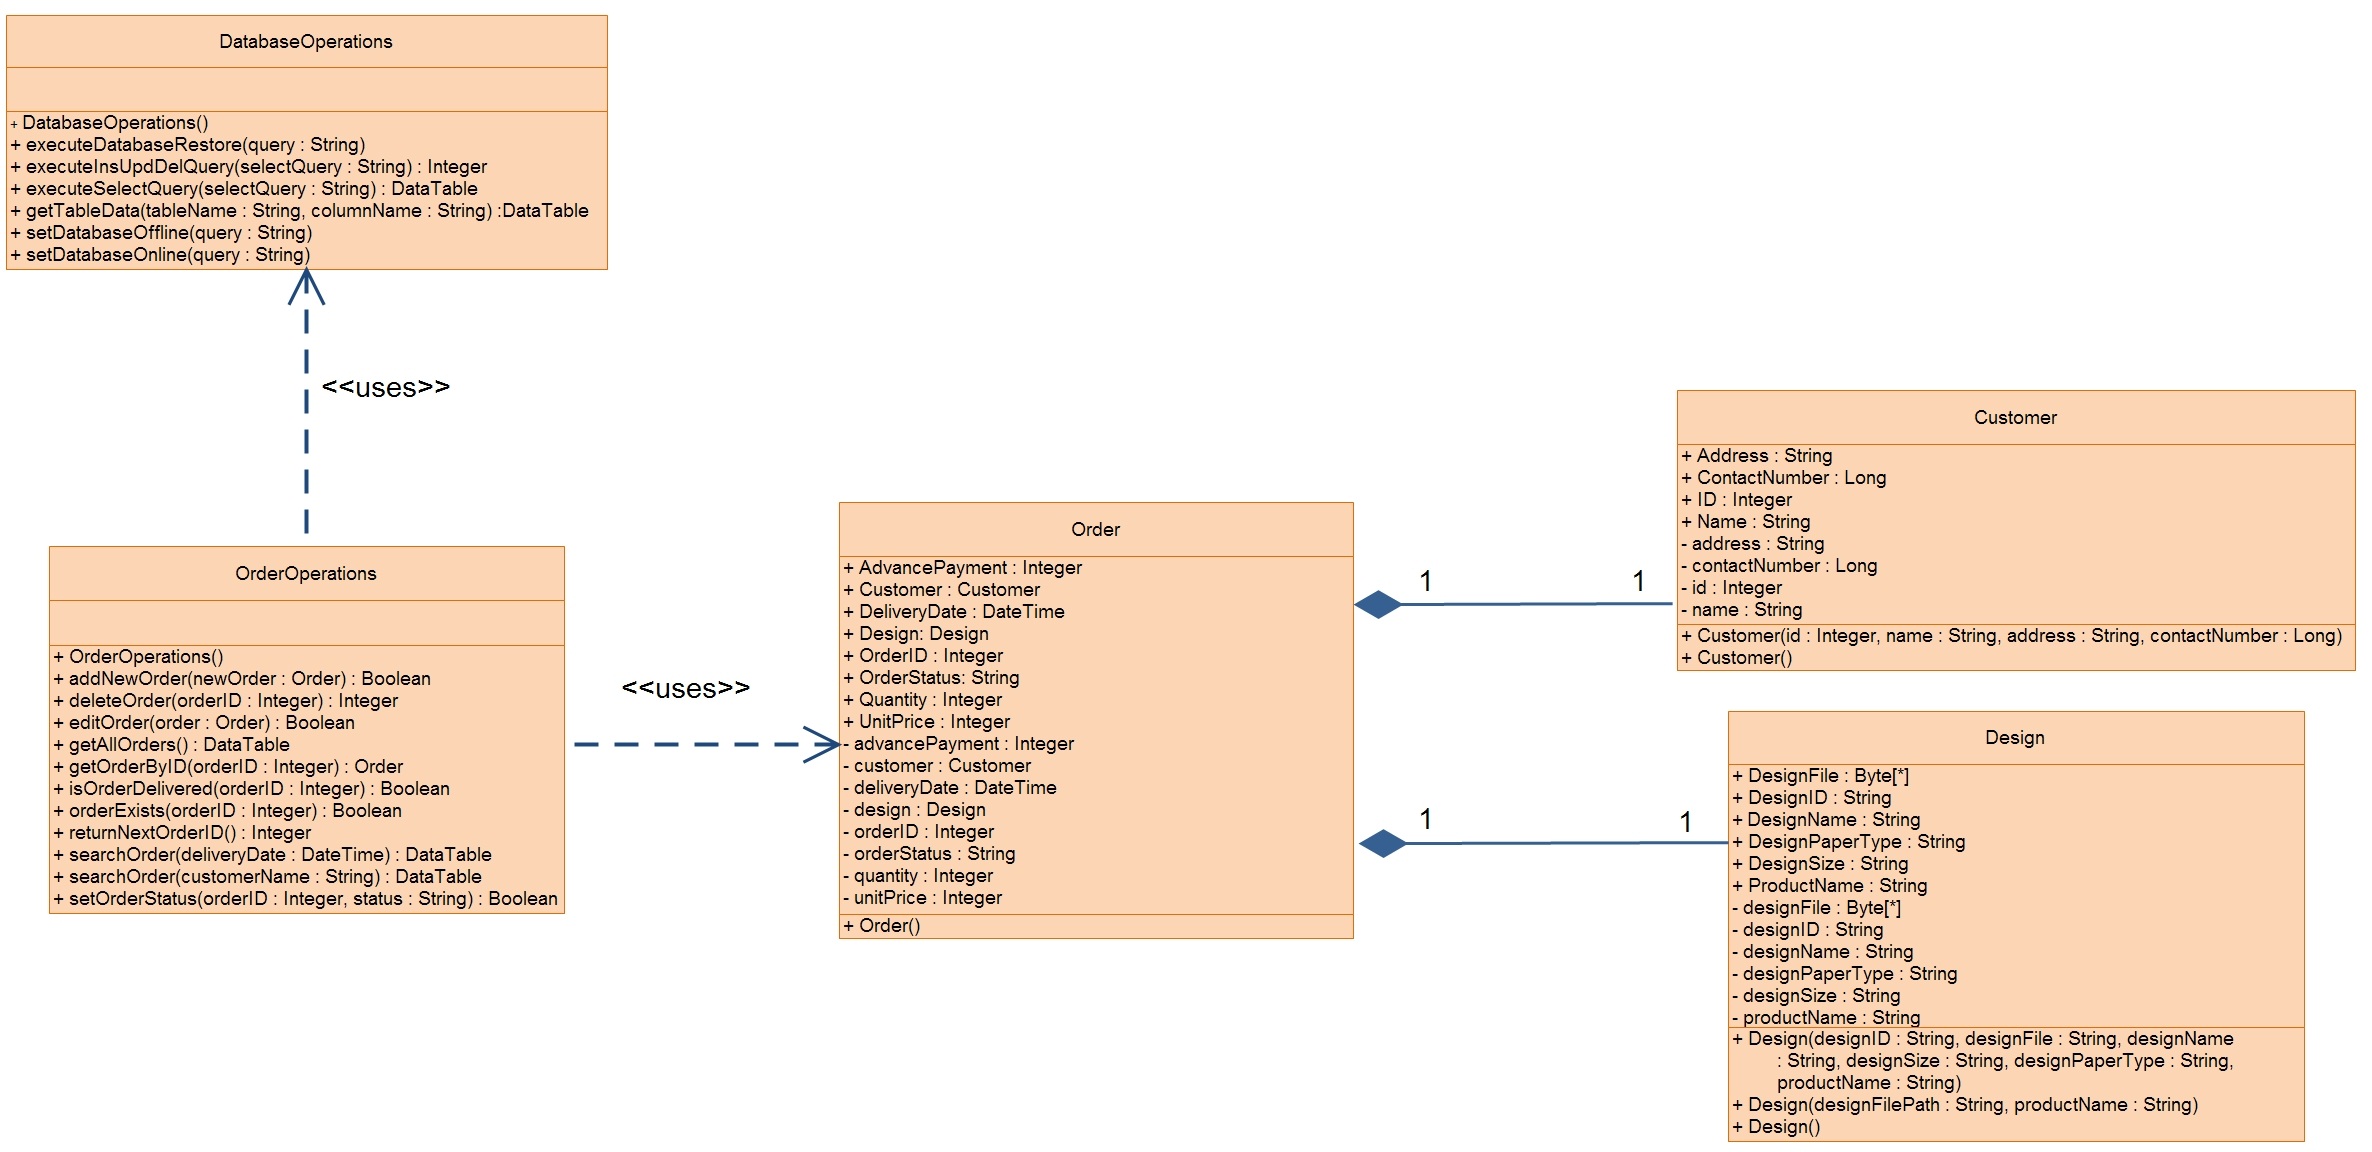 DatabaseOperations
+ DatabaseOperations()
+ executeDatabaseRestore(query : String)
+ executeInsUpdDelQuery(selectQuery : String) : Integer
+ executeSelectQuery(selectQuery : String) : DataTable
+ getTableData(tableName : String, columnName : String) :DataTable
+ setDatabaseOffline(query : String)
+ setDatabaseOnline(query : String)
<<uses>>
OrderOperations
+ OrderOperations()
+ addNewOrder(newOrder : Order) : Boolean
+ deleteOrder(orderID : Integer) : Integer
+ editOrder(order : Order) : Boolean
+ getAllOrders() : DataTable
+ getOrderByID(orderID : Integer) : Order
+ isOrderDelivered(orderID : Integer) : Boolean
+ orderExists(orderID : Integer) : Boolean
+ returnNextOrderID() : Integer
+ searchOrder(deliveryDate : DateTime) : DataTable
+ searchOrder(customerName : String) : DataTable
+ setOrderStatus(orderID : Integer, status : String) : Boolean
<<uses>>
Order
+ AdvancePayment : Integer
+ Customer : Customer
+ DeliveryDate : DateTime
+ Design: Design
+ OrderID : Integer
+ OrderStatus: String
+ Quantity : Integer
+ UnitPrice : Integer
- advancePayment : Integer
- customer : Customer
- deliveryDate : DateTime
- design : Design
- orderID : Integer
- orderStatus : String
- quantity : Integer
- unitPrice : Integer
+ Order()
1 1
Customer
+ Address : String
+ ContactNumber : Long
+ ID : Integer
+ Name : String
- address : String
- contactNumber : Long
- id : Integer
- name : String
+ Customer(id : Integer, name : String, address : String, contactNumber : Long)
+ Customer()
1 1
Design
+ DesignFile : Byte[*]
+ DesignID : String
+ DesignName : String
+ DesignPaperType : String
+ DesignSize : String
+ ProductName : String
- designFile : Byte[*]
- designID : String
- designName : String
- designPaperType : String
- designSize : String
- productName : String
+ Design(designID : String, designFile : String, designName
: String, designSize : String, designPaperType : String,
productName : String)
+ Design(designFilePath : String, productName : String)
+ Design()